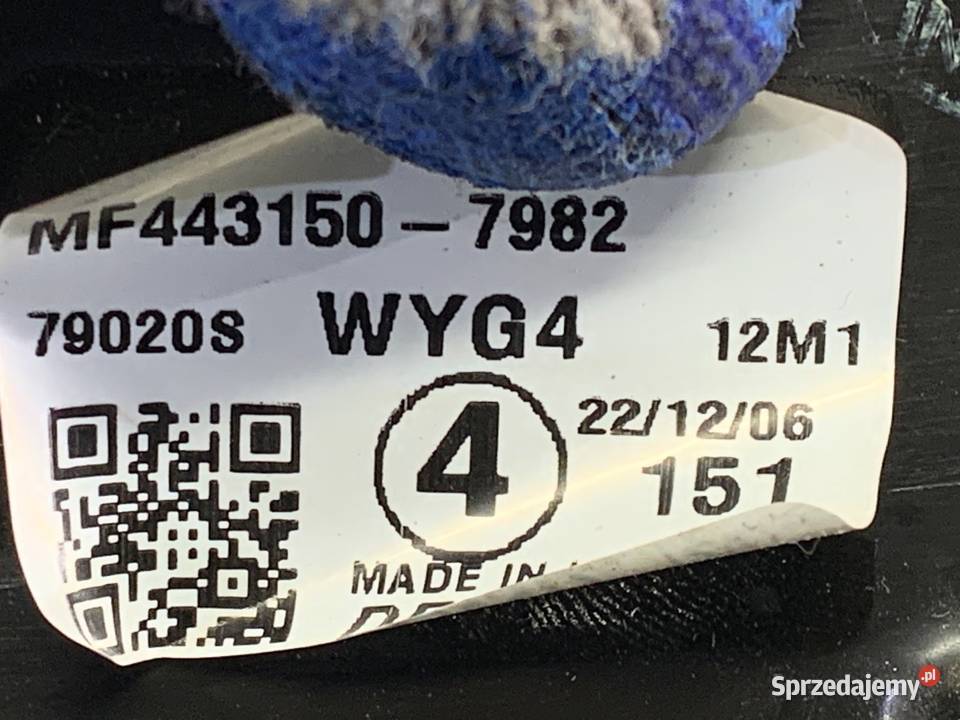 MF443150-7982
79020S WYG4 12M1
4 22/12/06
151
MADE IN
Sprzedajemy.pl